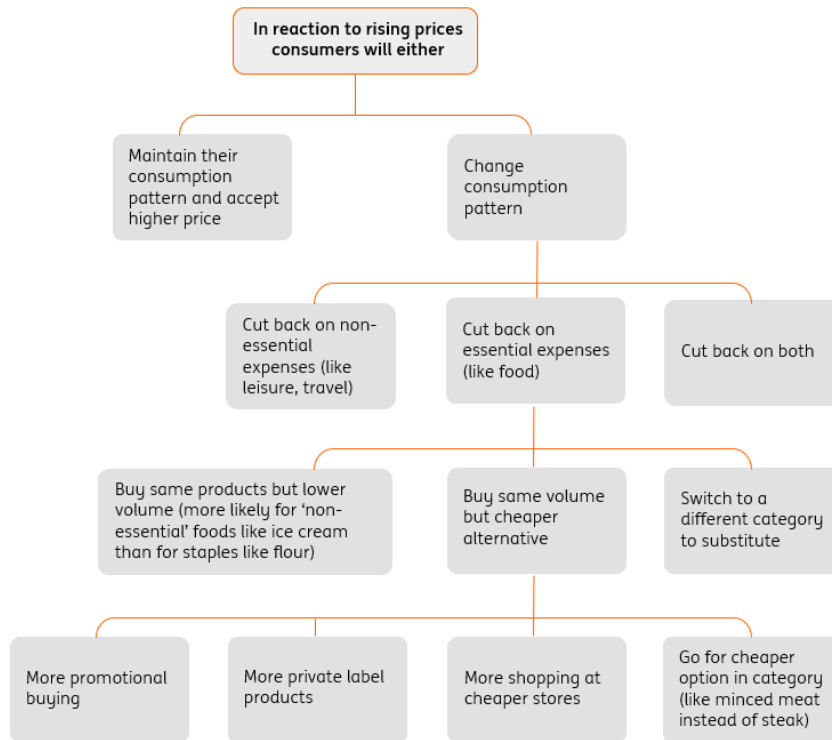 In reaction to rising prices
consumers will either
Maintain their
consumption
pattern and accept
higher price
Change
consumption
pattern
Cut back on non-
essential
expenses (like
leisure, travel)
Cut back on
essential expenses
(like food)
Cut back on both
Buy same products but lower
volume (more likely for ‘non-
essential’ foods like ice cream
than for staples like flour)
Buy same volume
but cheaper
alternative
Switch to a
different category
to substitute
More promotional
buying
More private label
products
More shopping at
cheaper stores
Go for cheaper
option in category
(like minced meat
instead of steak)